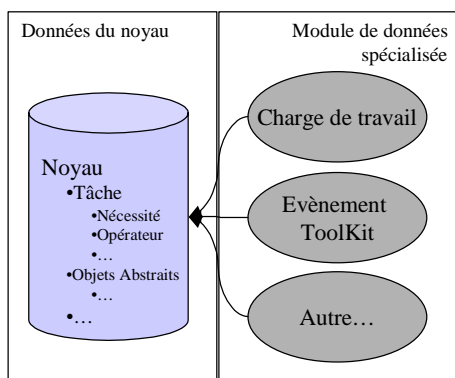 Données du noyau
Noyau
•Tâche
•Nécessité
•Opérateur
•…
•Objets Abstraits
•…
•…
Module de données
spécialisée
Charge de travail
Evènement
ToolKit
Autre…